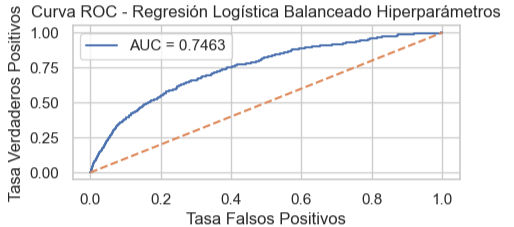 Curva ROC - Regresión Logística Balanceado Hiperparámetros
AUC = 0.7463
Tasa Verdaderos Positivos
1.00
0.75
0.50
0.25
0.00
0.0 0.2 0.4 0.6 0.8 1.0
Tasa Falsos Positivos